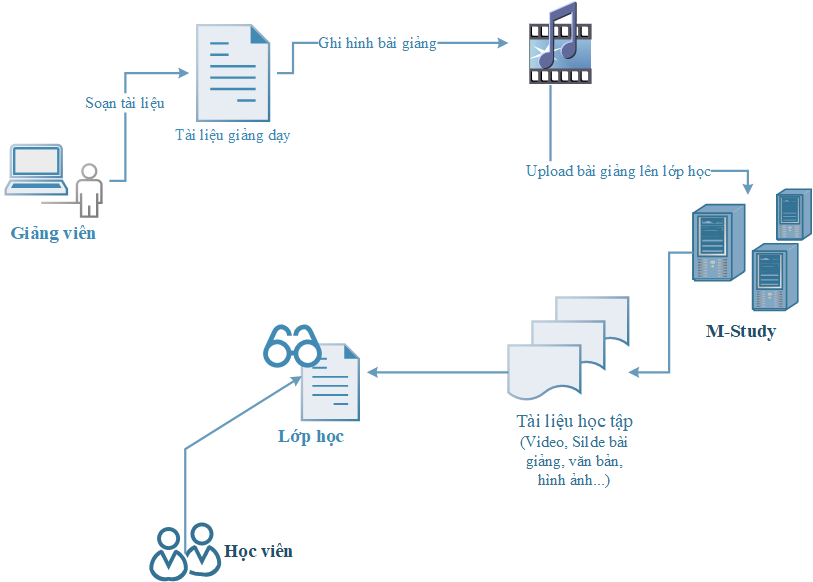 Ghi hình bài giảng
Soạn tài liệu
Tài liệu giảng dạy
Upload bài giảng lên lớp học
Giảng viên
M-Study
Tài liệu học tập
(Video, Silde bài
giảng, văn bản,
hình ảnh...)
Lớp học
Học viên